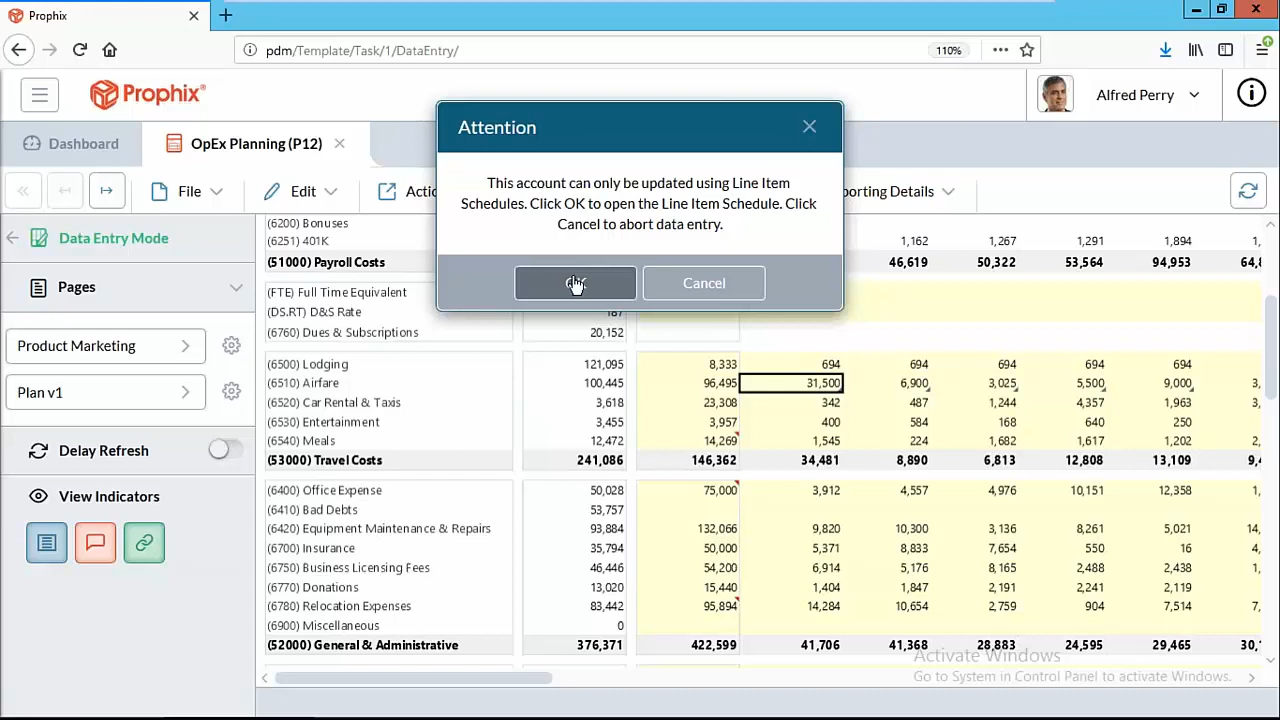 Prophix
pdm/Template/Task/1/DataEntry/
110%
Prophix®
Alfred Perry
Dashboard
OpEx Planning (P12)
Attention
This account can only be updated using Line Item
Schedules. Click OK to open the Line Item Schedule. Click
Cancel to abort data entry.
Cancel
File
Edit
Data Entry Mode
Pages
Product Marketing
Plan v1
Delay Refresh
View Indicators
(6200) Bonuses
(6251) 401K 1,162 1,267 1,291 1,894 1,
(51000) Payroll Costs 46,619 50,322 53,564 94,953 64,8
(FTE) Full Time Equivalent
(DS.RT) D&S Rate 187
(6760) Dues & Subscriptions 20,152
(6500) Lodging 121,095 8,333 694 694 694 694 694
(6510) Airfare 100,445 96,495 31,500 6,900 3,025 5,500 9,000 3,
(6520) Car Rental & Taxis 3,618 23,308 342 487 1,244 4,357 1,963 3,
(6530) Entertainment 3,455 3,957 400 584 168 640 250
(6540) Meals 12,472 14,269 1,545 224 1,682 1,617 1,202 2,
(53000) Travel Costs 241,086 146,362 34,481 8,890 6,813 12,808 13,109 9,4
(6400) Office Expense 50,028 75,000 3,912 4,557 4,976 10,151 12,358 1,
(6410) Bad Debts 53,757
(6420) Equipment Maintenance & Repairs 93,884 132,066 9,820 10,300 3,136 8,261 5,021 14,
(6700) Insurance 35,794 50,000 5,371 8,833 7,654 550 16 4,
(6750) Business Licensing Fees 46,446 54,200 6,914 5,176 8,165 2,488 2,438 1,
(6770) Donations 13,020 15,440 1,404 1,847 2,191 2,241 2,119
(6780) Relocation Expenses 83,442 95,894 14,284 10,654 2,759 904 7,514 7,
(6900) Miscellaneous 0
(52000) General & Administrative 376,371 422,599 41,706 41,368 28,883 24,595 29,465 30,
Activate Windows
Go to System in Control Panel to activate Windows.